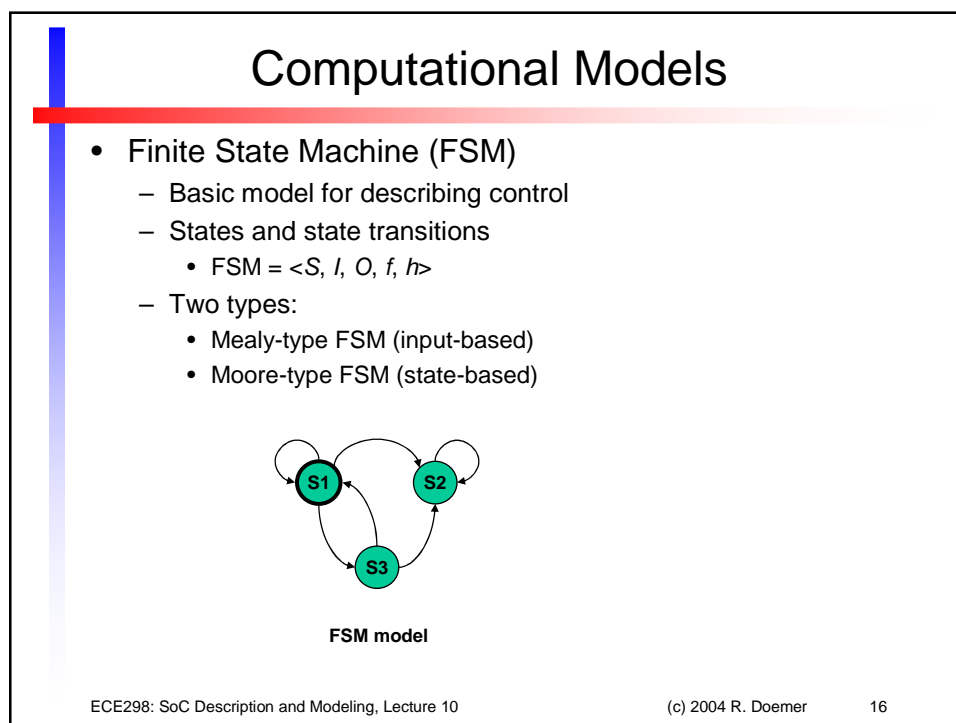 Computational Models
• Finite State Machine (FSM)
– Basic model for describing control
– States and state transitions
• FSM = <S, I, O, f, h>
– Two types:
• Mealy-type FSM (input-based)
• Moore-type FSM (state-based)
S1
S2
S3
FSM model
ECE298: SoC Description and Modeling, Lecture 10 (c) 2004 R. Doemer 16